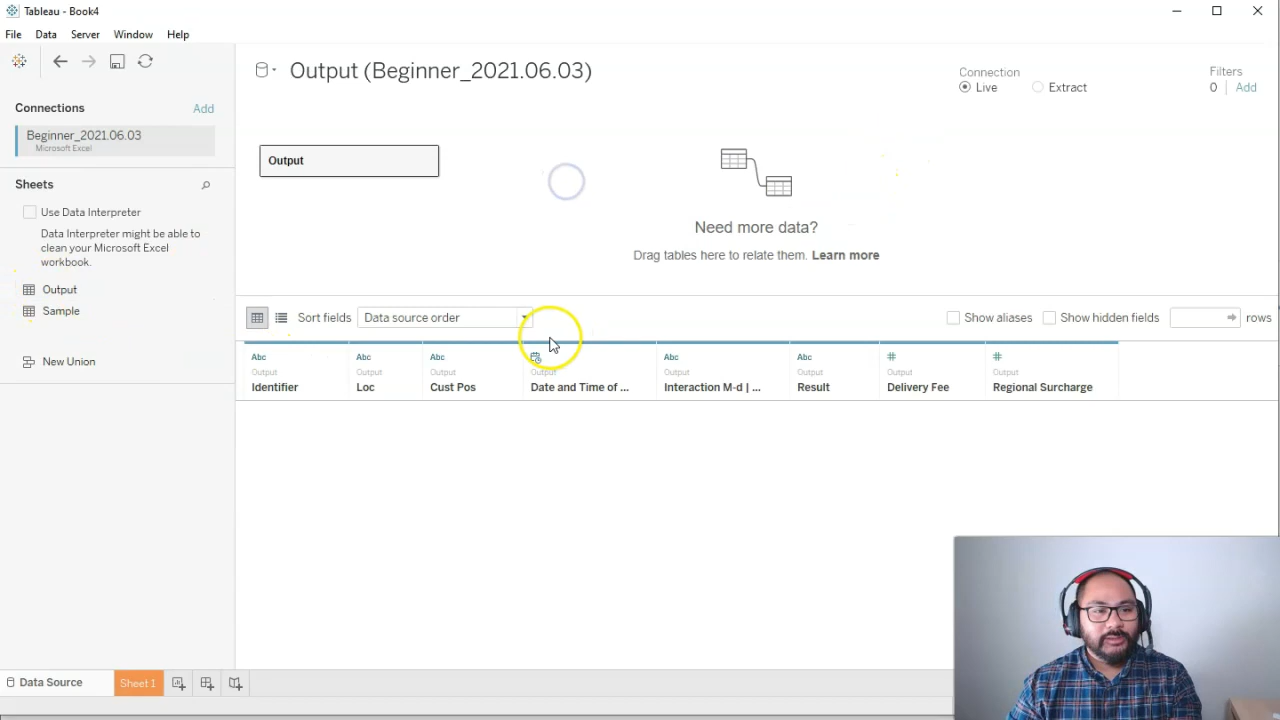 Tableau - Book4
File Data Server Window Help
Output (Beginner_2021.06.03)
Connection
Live Extract
Filters
0 Add
Connections Add
Beginner_2021.06.03
Microsoft Excel
Sheets
Use Data Interpreter
Data Interpreter might be able to
clean your Microsoft Excel
workbook.
Output
Sample
New Union
Output
Need more data?
Drag tables here to relate them. Learn more
Sort fields Data source order Show aliases Show hidden fields rows
Abc Abc Abc Abc Abc # #
Output Output Output Output Output Output Output Output
Identifier Loc Cust Pos Date and Time of ... Interaction M-d | ... Result Delivery Fee Regional Surcharge
Data Source Sheet 1